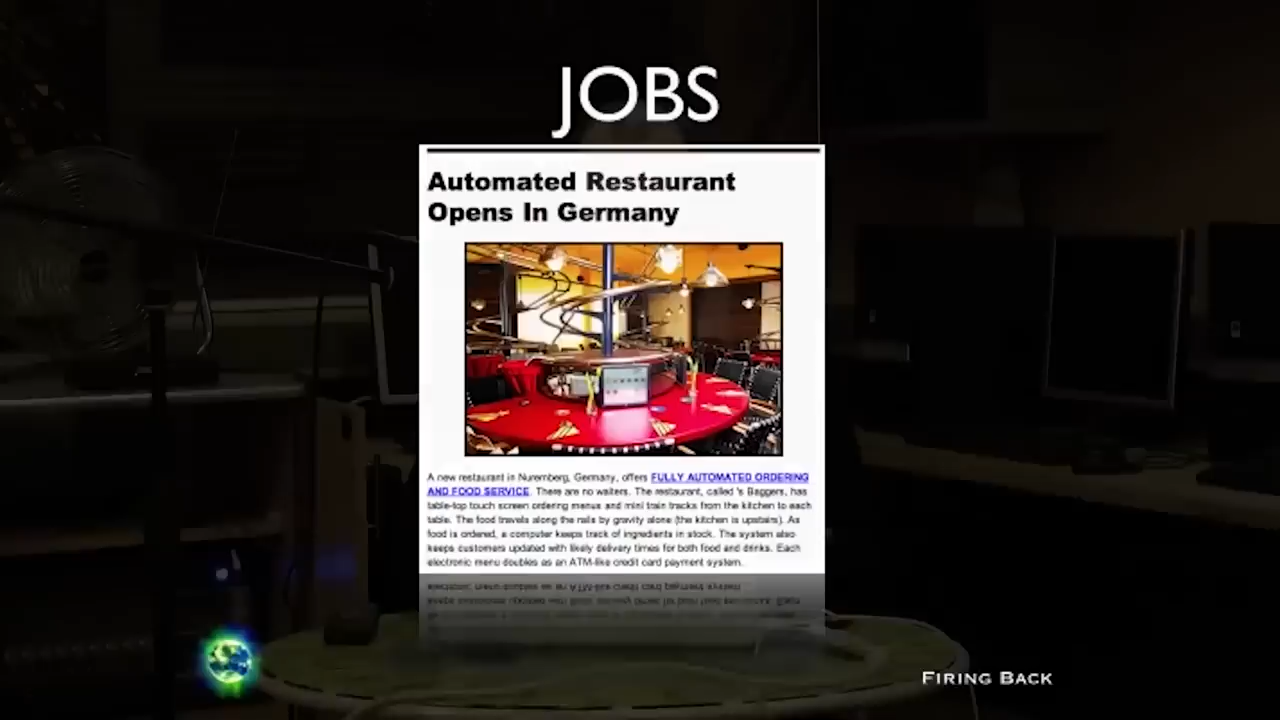 JOBS
Automated Restaurant
Opens In Germany
A new restaurant in Nuremberg, Germany, offers FULLY AUTOMATED ORDERING
AND FOOD SERVICE. There are no waiters. The restaurant, called 's Baggers, has
table-top touch screen ordering menus and mini train tracks from the kitchen to each
table. The food travels along the rails by gravity alone (the kitchen is upstairs). As
food is ordered, a computer keeps track of ingredients in stock. The system also
keeps customers updated with likely delivery times for both food and drinks. Each
electronic menu doubles as an ATM-like credit card payment system.
FIRING BACK